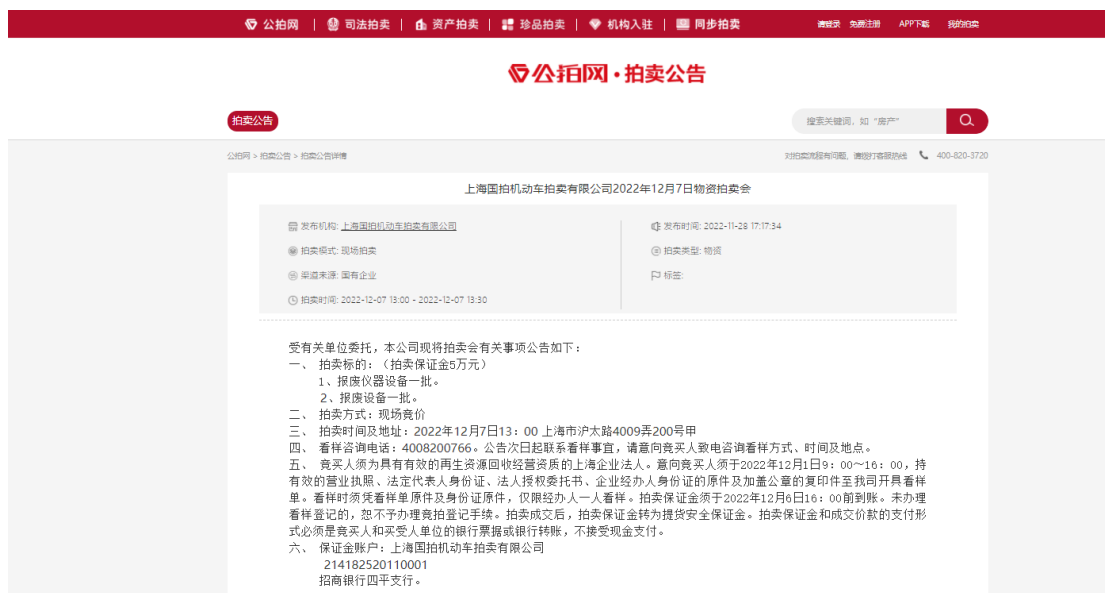 公拍网 | 司法拍卖 | 资产拍卖 | 珍品拍卖 | 机构入驻 | 同步拍卖 请登录 免费注册 APP下载 我的拍卖
公拍网·拍卖公告
拍卖公告 搜索关键词, 如 "房产"
公拍网 > 拍卖公告 > 拍卖公告详情 对拍卖流程有问题, 请拨打客服热线 400-820-3720
上海国拍机动车拍卖有限公司2022年12月7日物资拍卖会
发布机构: 上海国拍机动车拍卖有限公司 发布时间: 2022-11-28 17:17:34
拍卖模式: 现场拍卖 拍卖类型: 物资
渠道来源: 国有企业 标签:
拍卖时间: 2022-12-07 13:00 - 2022-12-07 13:30
受有关单位委托，本公司现将拍卖会有关事项公告如下：
一、 拍卖标的：（拍卖保证金5万元）
1、报废仪器设备一批。
2、报废设备一批。
二、 拍卖方式：现场竞价
三、 拍卖时间及地址：2022年12月7日13：00 上海市沪太路4009弄200号甲
四、 看样咨询电话：4008200766。公告次日起联系看样事宜，请意向竞买人致电咨询看样方式、时间及地点。
五、 竞买人须为具有有效的再生资源回收经营资质的上海企业法人。意向竞买人须于2022年12月1日9：00～16：00，持
有效的营业执照、法定代表人身份证、法人授权委托书、企业经办人身份证的原件及加盖公章的复印件至我司开具看样
单。看样时须凭看样单原件及身份证原件，仅限经办人一人看样。拍卖保证金须于2022年12月6日16：00前到账。未办理
看样登记的，恕不予办理竞拍登记手续。拍卖成交后，拍卖保证金转为提货安全保证金。拍卖保证金和成交价款的支付形
式必须是竞买人和买受人单位的银行票据或银行转账，不接受现金支付。
六、 保证金账户：上海国拍机动车拍卖有限公司
214182520110001
招商银行四平支行。